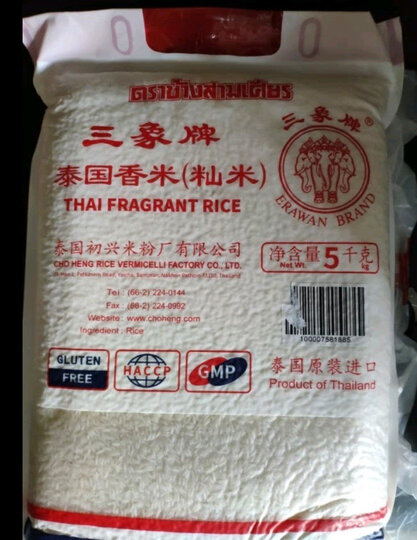 ตราช้างสามเศียร
三象牌
泰国香米(籼米)
THAI FRAGRANT RICE
三象牌®
ERAWAN BRAND
泰国初兴米粉厂有限公司
CHO HENG RICE VERMICELLI FACTORY CO., LTD.
Thailand
净含量 5 千克
Net Wt. kg
Tel : (66-2) 224-0144
Fax : (66-2) 224-0992
Website : www.choheng.com
Ingredient : Rice
100007581885
GLUTEN
FREE
HACCP
GMP
泰国原装进口
Product of Thailand